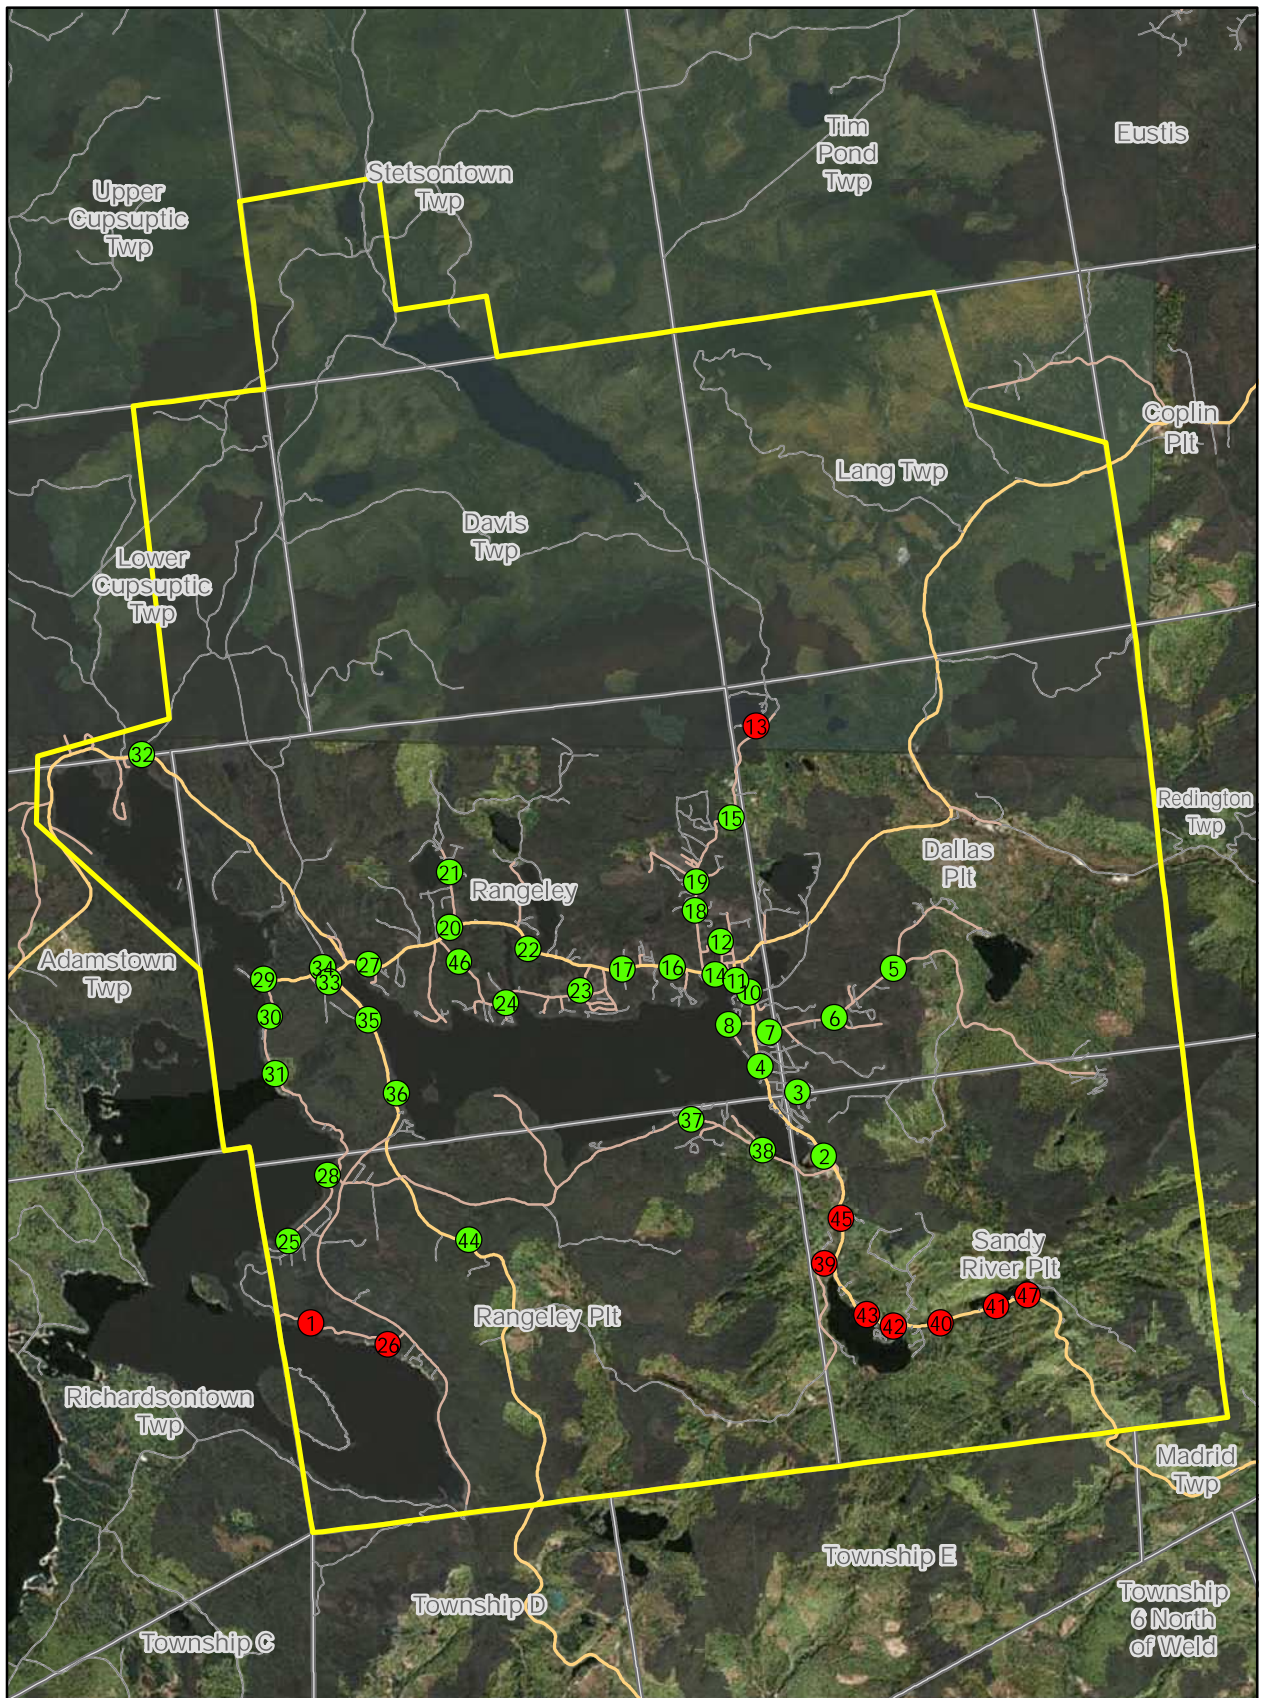 Eustis
Tim
Pond
Twp
Stetsontown
Twp
Upper
Cupsuptic
Twp
Coplin
Plt
Lang Twp
Davis
Twp
Lower
Cupsuptic
Twp
13
32
Redington
Twp
15
Dallas
Plt
21
Rangeley
19
18
20
12
22
46
Adamstown
Twp
34
27
29
33
17
16
14
11
10
5
23
24
30
35
8
7
6
31
4
36
3
37
38
2
28
45
25
44
Sandy
River Plt
39
47
41
43
42
40
1
26
Rangeley Plt
Richardsontown
Twp
Madrid
Twp
Township E
Township D
Township
6 North
of Weld
Township C